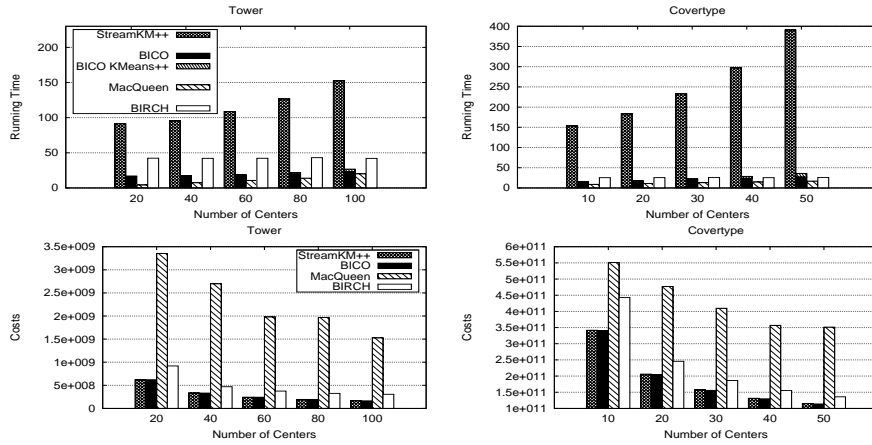 Tower
Running Time
200
150
100
50
0
StreamKM++
BICO
BICO KMeans++
MacQueen
BIRCH
20 40 60 80 100
Number of Centers
Covertype
Running Time
400
350
300
250
200
150
100
50
0
10 20 30 40 50
Number of Centers
Tower
Costs
3.5e+009
3e+009
2.5e+009
2e+009
1.5e+009
1e+009
5e+008
0
StreamKM++
BICO
MacQueen
BIRCH
20 40 60 80 100
Number of Centers
Covertype
Costs
6e+011
5.5e+011
5e+011
4.5e+011
4e+011
3.5e+011
3e+011
2.5e+011
2e+011
1.5e+011
1e+011
10 20 30 40 50
Number of Centers